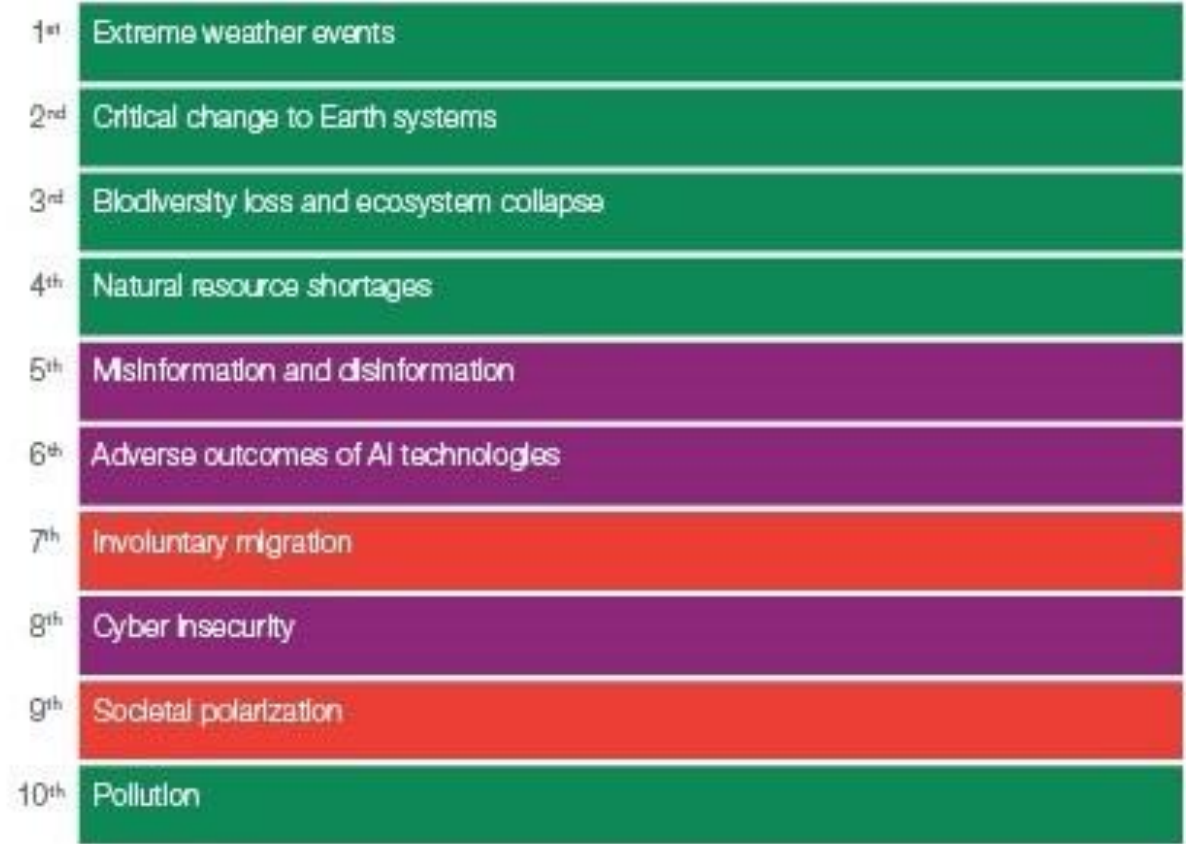 1st Extreme weather events
2nd Critical change to Earth systems
3rd Biodiversity loss and ecosystem collapse
4th Natural resource shortages
5th Misinformation and disinformation
6th Adverse outcomes of AI technologies
7th Involuntary migration
8th Cyber insecurity
9th Societal polarization
10th Pollution